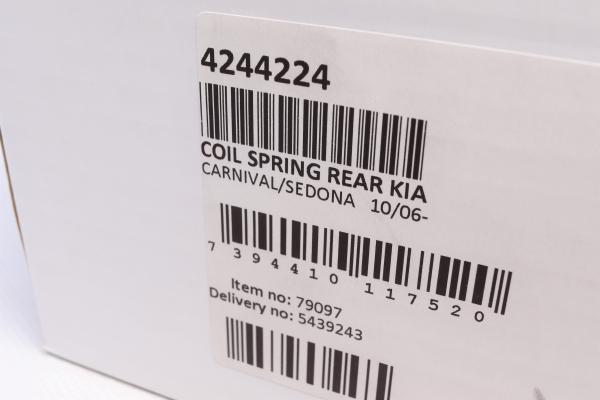 4244224
COIL SPRING REAR KIA
CARNIVAL/SEDONA 10/06-
7 394410 117520
Item no: 79097
Delivery no: 5439243